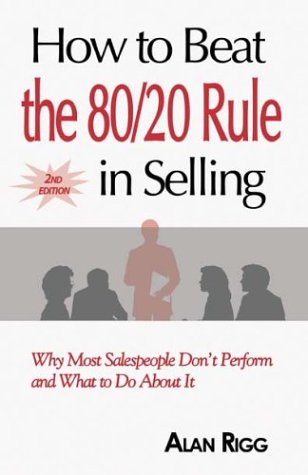 How to Beat
the 80/20 Rule
2ND
EDITION
in Selling
Why Most Salespeople Don't Perform
and What to Do About It
ALAN RIGG